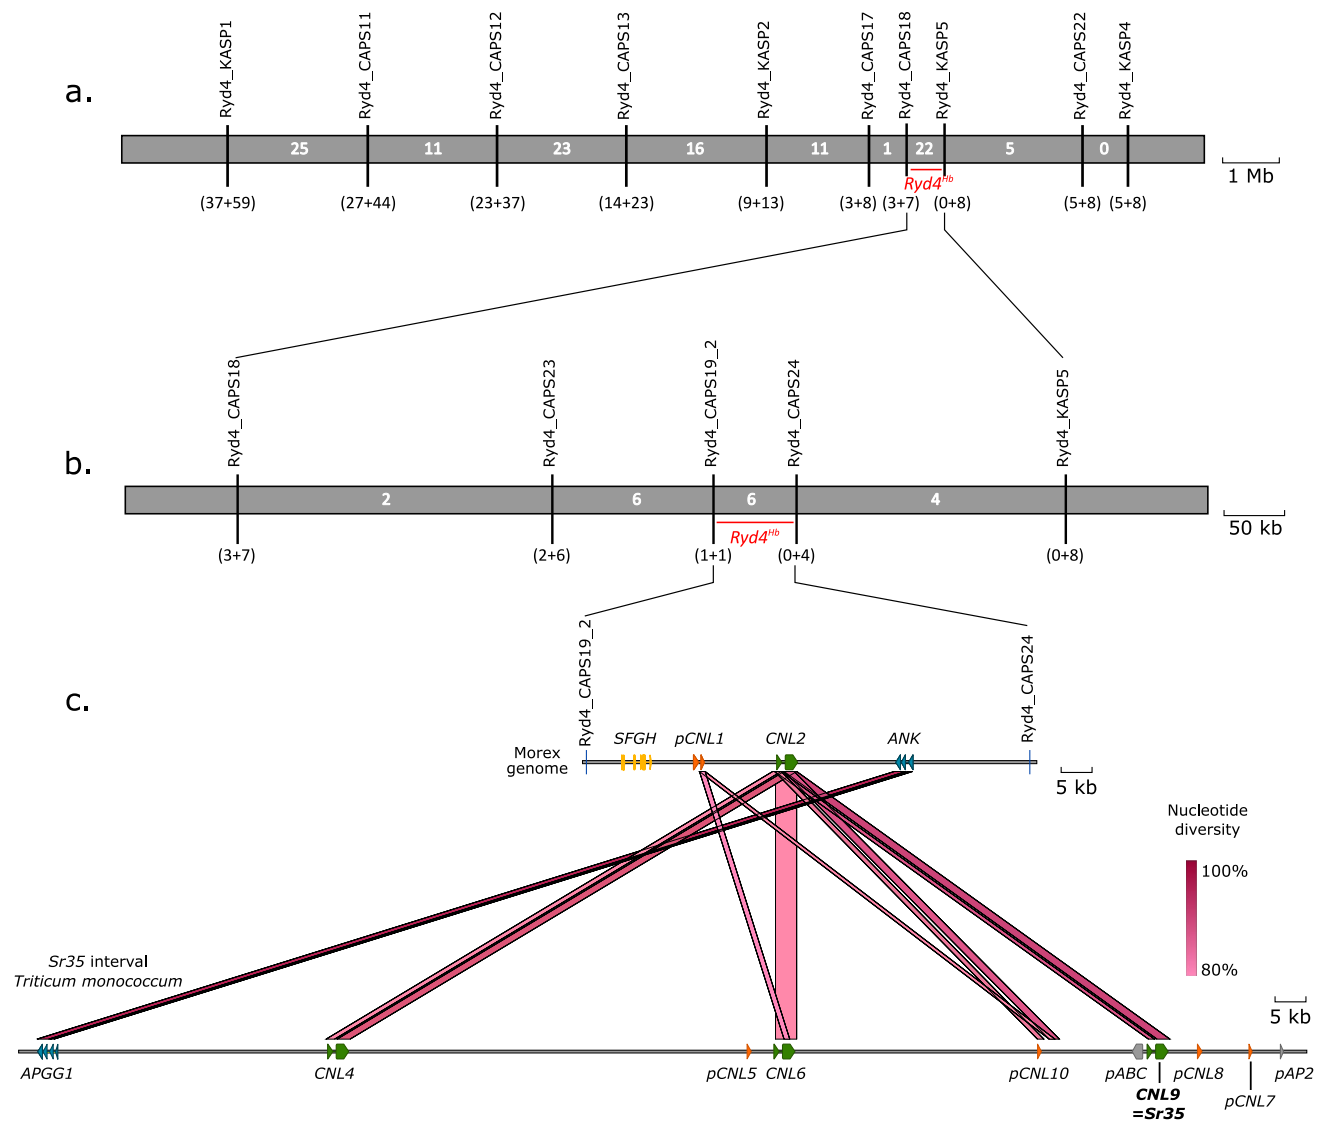 a.
Ryd4_KASP1
Ryd4_CAPS11
Ryd4_CAPS12
Ryd4_CAPS13
Ryd4_KASP2
Ryd4_CAPS17
Ryd4_CAPS18
Ryd4_KASP5
Ryd4_CAPS22
Ryd4_KASP4
25 11 23 16 11 1 22 5 0
1 Mb
Ryd4Hb
(37+59) (27+44) (23+37) (14+23) (9+13) (3+8) (3+7) (0+8) (5+8) (5+8)
b.
Ryd4_CAPS18
Ryd4_CAPS23
Ryd4_CAPS19_2
Ryd4_CAPS24
Ryd4_KASP5
2 6 6 4
50 kb
Ryd4Hb
(3+7) (2+6) (1+1) (0+4) (0+8)
c.
Ryd4_CAPS19_2
Ryd4_CAPS24
SFGH pCNL1 CNL2 ANK
Morex
genome
5 kb
Nucleotide
diversity
100%
80%
Sr35 interval
Triticum monococcum
5 kb
APGG1 CNL4 pCNL5 CNL6 pCNL10 pABC pCNL8 pAP2
CNL9
=Sr35
pCNL7